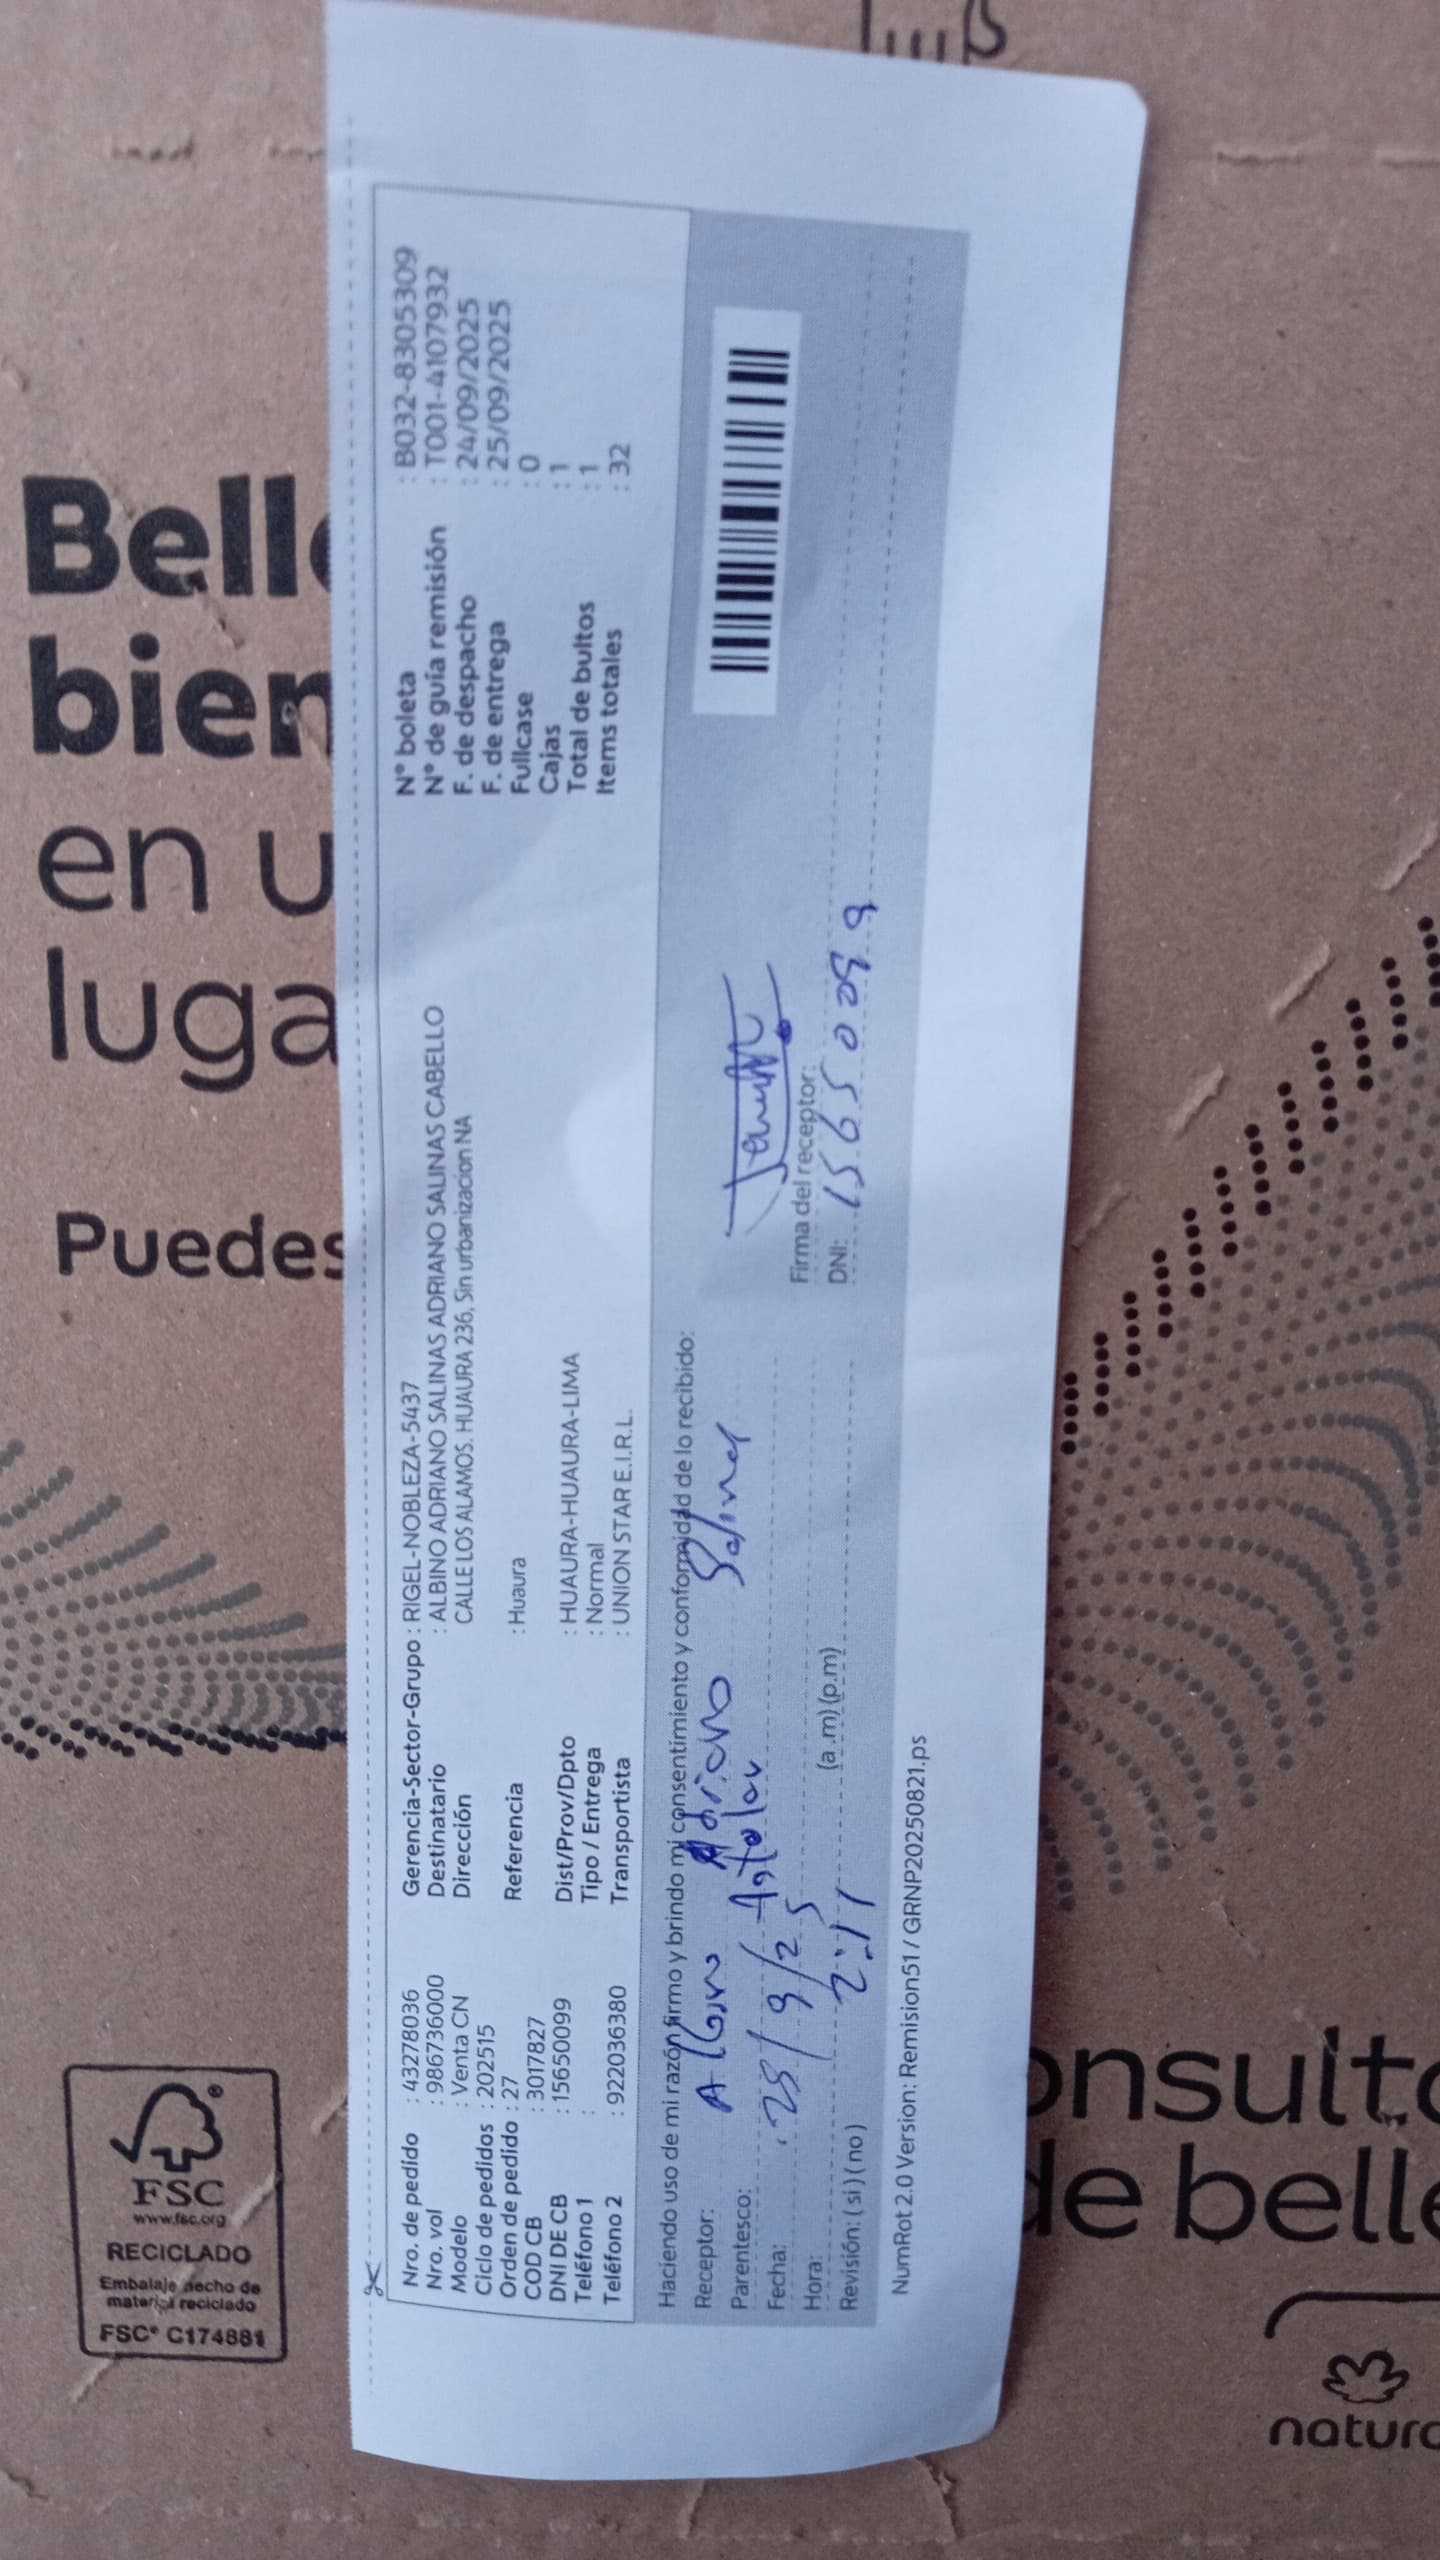 Nro. de pedido : 43278036
Nro. vol : 986736000
Modelo : Venta CN
Ciclo de pedidos : 202515
Orden de pedido : 27
COD CB : 3017827
DNI DE CB : 15650099
Teléfono 1 :
Teléfono 2 : 922036380
Gerencia-Sector-Grupo : RIGEL-NOBLEZA-5437
Destinatario : ALBINO ADRIANO SALINAS ADRIANO SALINAS ADRIANO SALINAS CABELLO
Dirección CALLE LOS ALAMOS. HUAURA 236, Sin urbanizacion NA
Referencia : Huaura
Dist/Prov/Dpto : HUAURA-HUAURA-LIMA
Tipo / Entrega : Normal
Transportista : UNION STAR E.I.R.L.
N° boleta : B032-8305309
N° de guía remisión : T001-4107932
F. de despacho : 24/09/2025
F. de entrega : 25/09/2025
Fullcase : 0
Cajas : 1
Total de bultos : 1
Items totales : 32
Haciendo uso de mi razón firmo y brindo mi consentimiento y conformidad de lo recibido:
Receptor: Albino Adriano
Parentesco:
Fecha: 25/9/25
Hora: 2:11 (a.m) (p.m)
Revisión: ( si ) ( no )
Firma del receptor:
DNI: 15650099
NumRot 2.0 Version: Remision51 / GRNP20250821.ps
FSC
www.fsc.org
RECICLADO
Embalaje hecho de
material reciclado
FSC® C174881
Puedes
Belle
bien
en u
luga
onsulto
de belle
natura